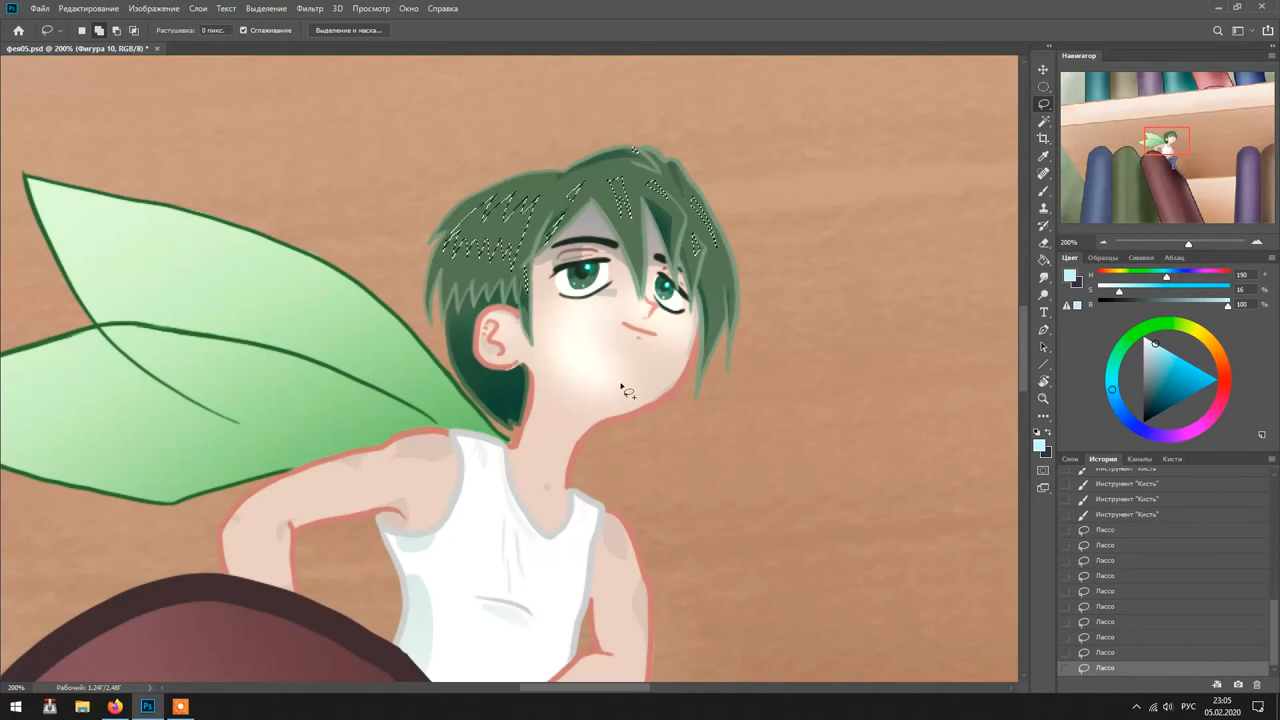 Файл Редактирование Изображение Слои Текст Выделение Фильтр 3D Просмотр Окно Справка
Растушевка: 0 пикс. Сглаживание Выделение и маска...
фея05.psd @ 200% (Фигура 10, RGB/8) *
Навигатор
200%
Цвет Образцы Символ Абзац
H 190 °
S 16 %
B 100 %
Слои История Каналы Кисти
Инструмент "Кисть"
Инструмент "Кисть"
Инструмент "Кисть"
Инструмент "Кисть"
Лассо
Лассо
Лассо
Лассо
Лассо
Лассо
Лассо
Лассо
Лассо
Лассо
200% Рабочий: 1,24Г/2,48Г
РУС
23:05
05.02.2020